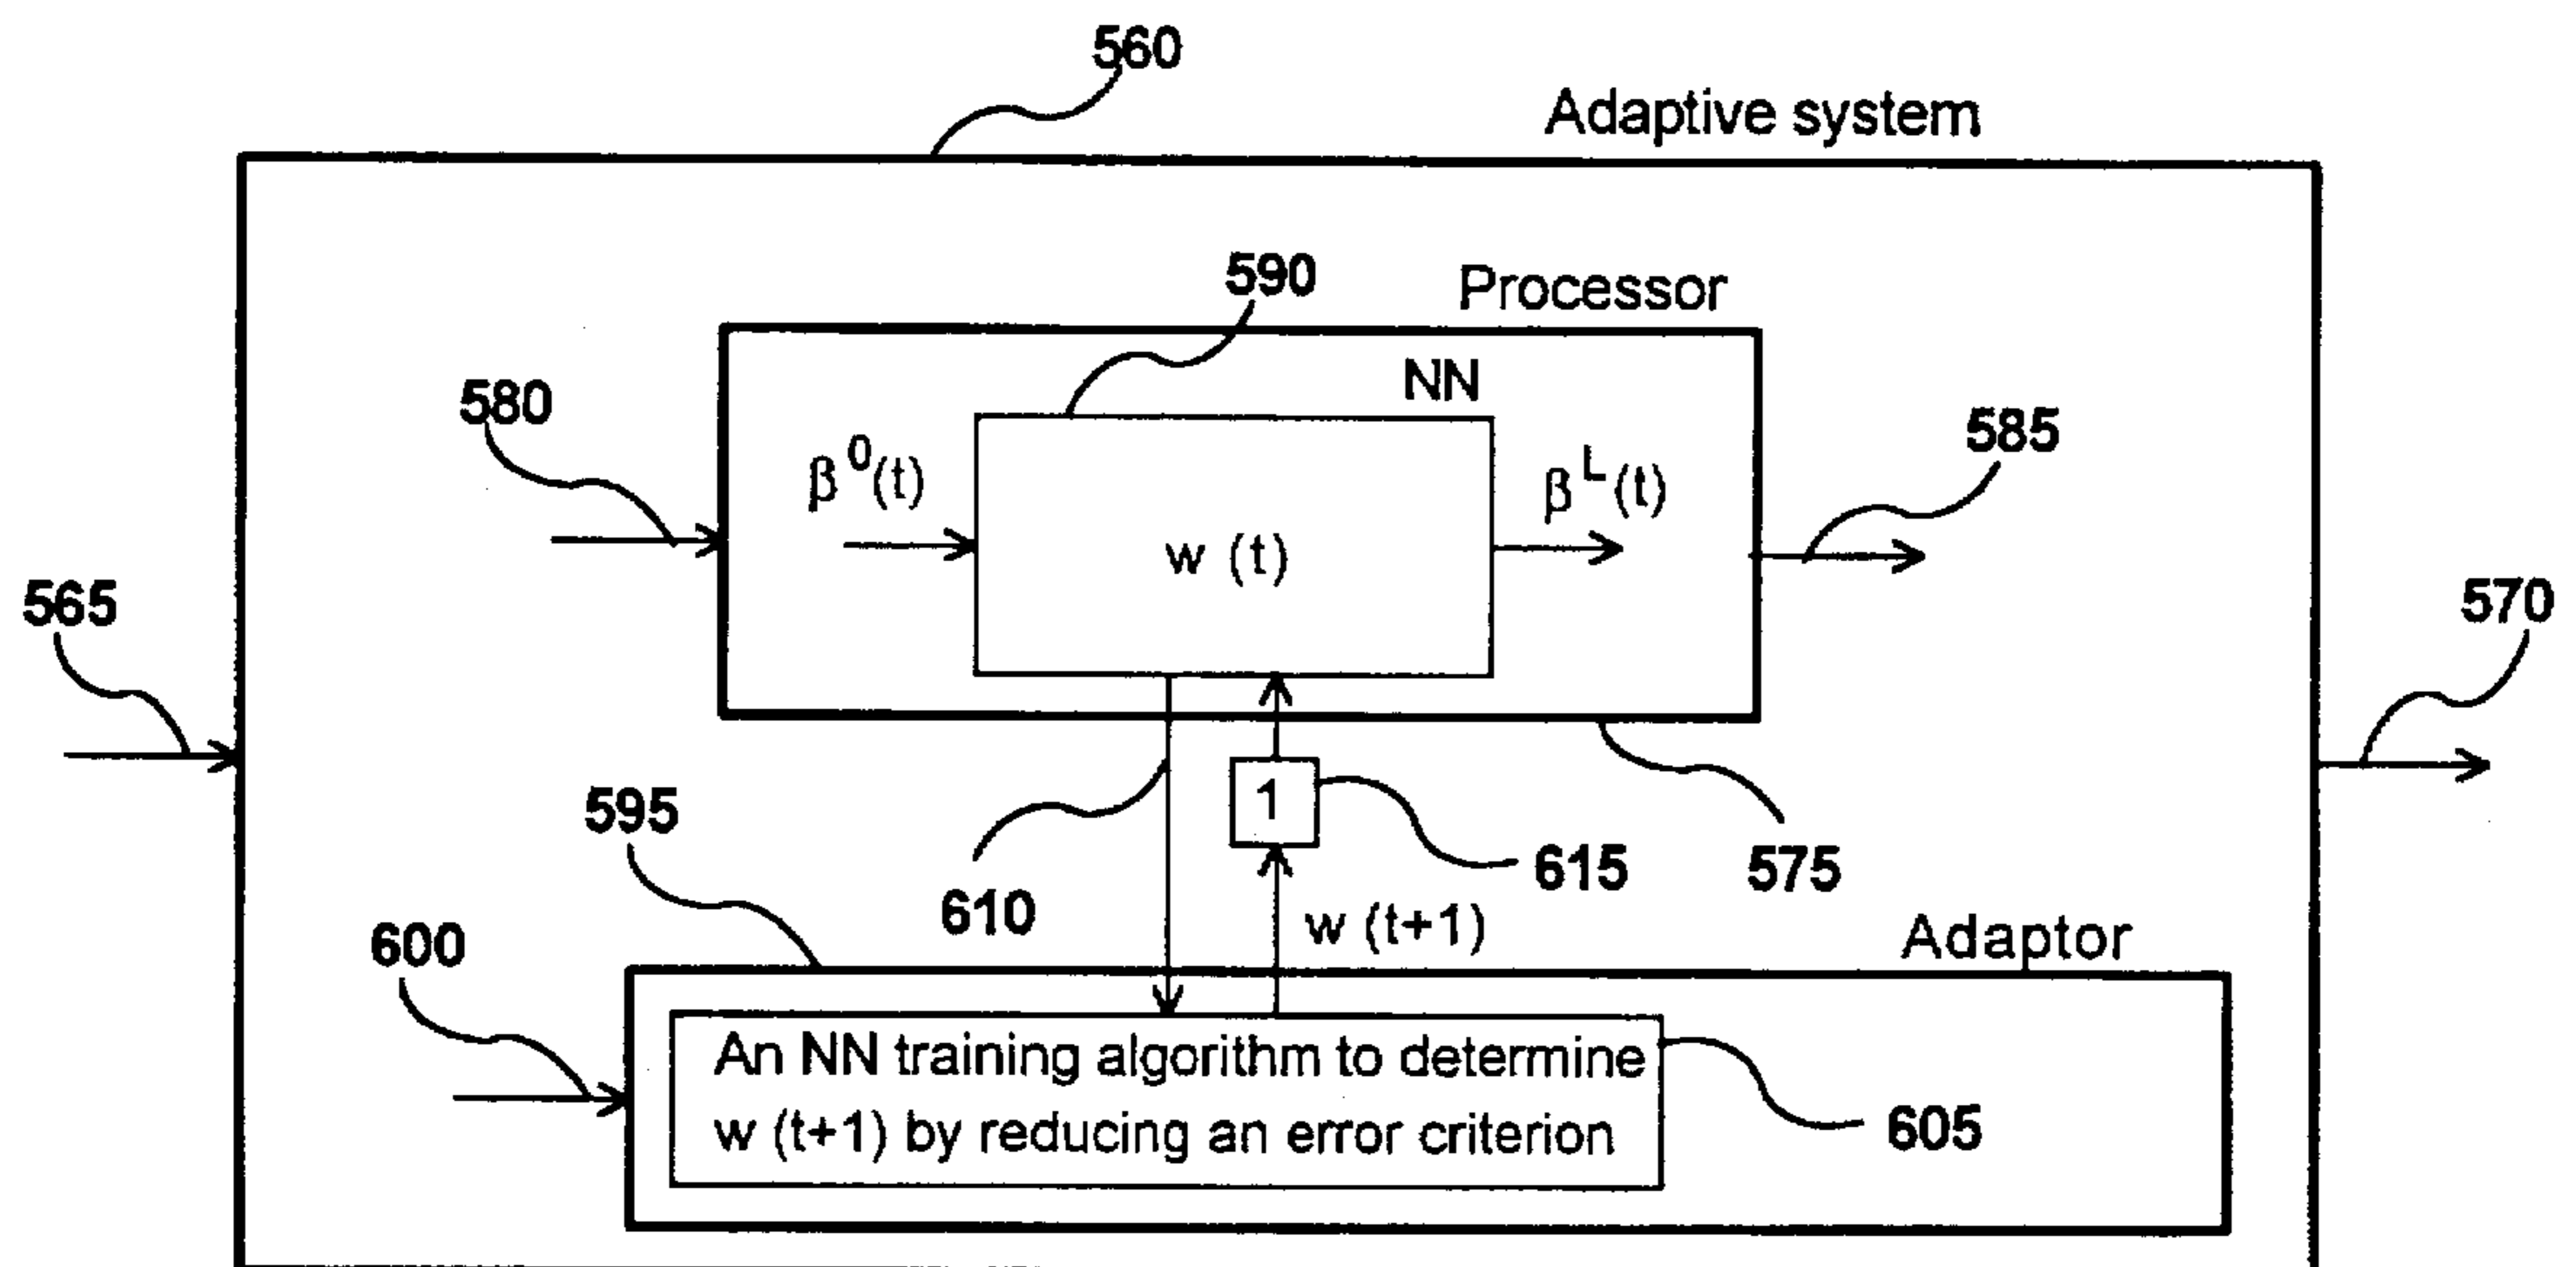 560
Adaptive system
590
Processor
580
NN
585
β⁰(t)
βᴸ(t)
w (t)
565
570
595
1
615
575
610
w (t+1)
600
Adaptor
An NN training algorithm to determine
w (t+1) by reducing an error criterion
605